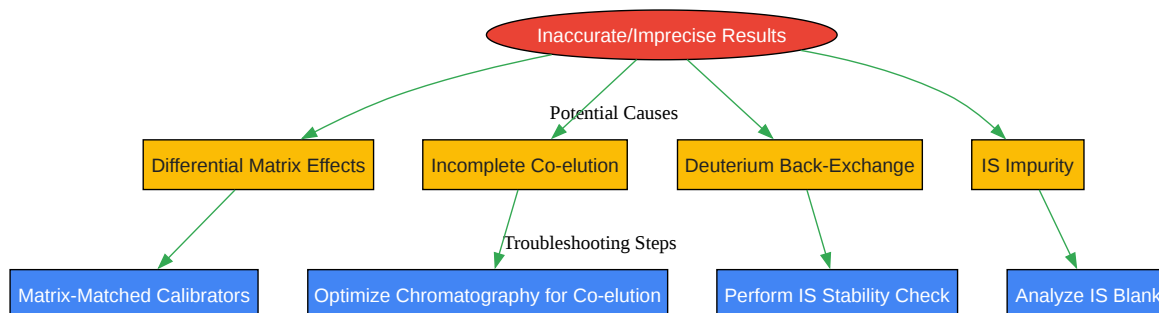 Inaccurate/Imprecise Results
Potential Causes
Differential Matrix Effects
Incomplete Co-elution
Deuterium Back-Exchange
IS Impurity
Troubleshooting Steps
Matrix-Matched Calibrators
Optimize Chromatography for Co-elution
Perform IS Stability Check
Analyze IS Blank